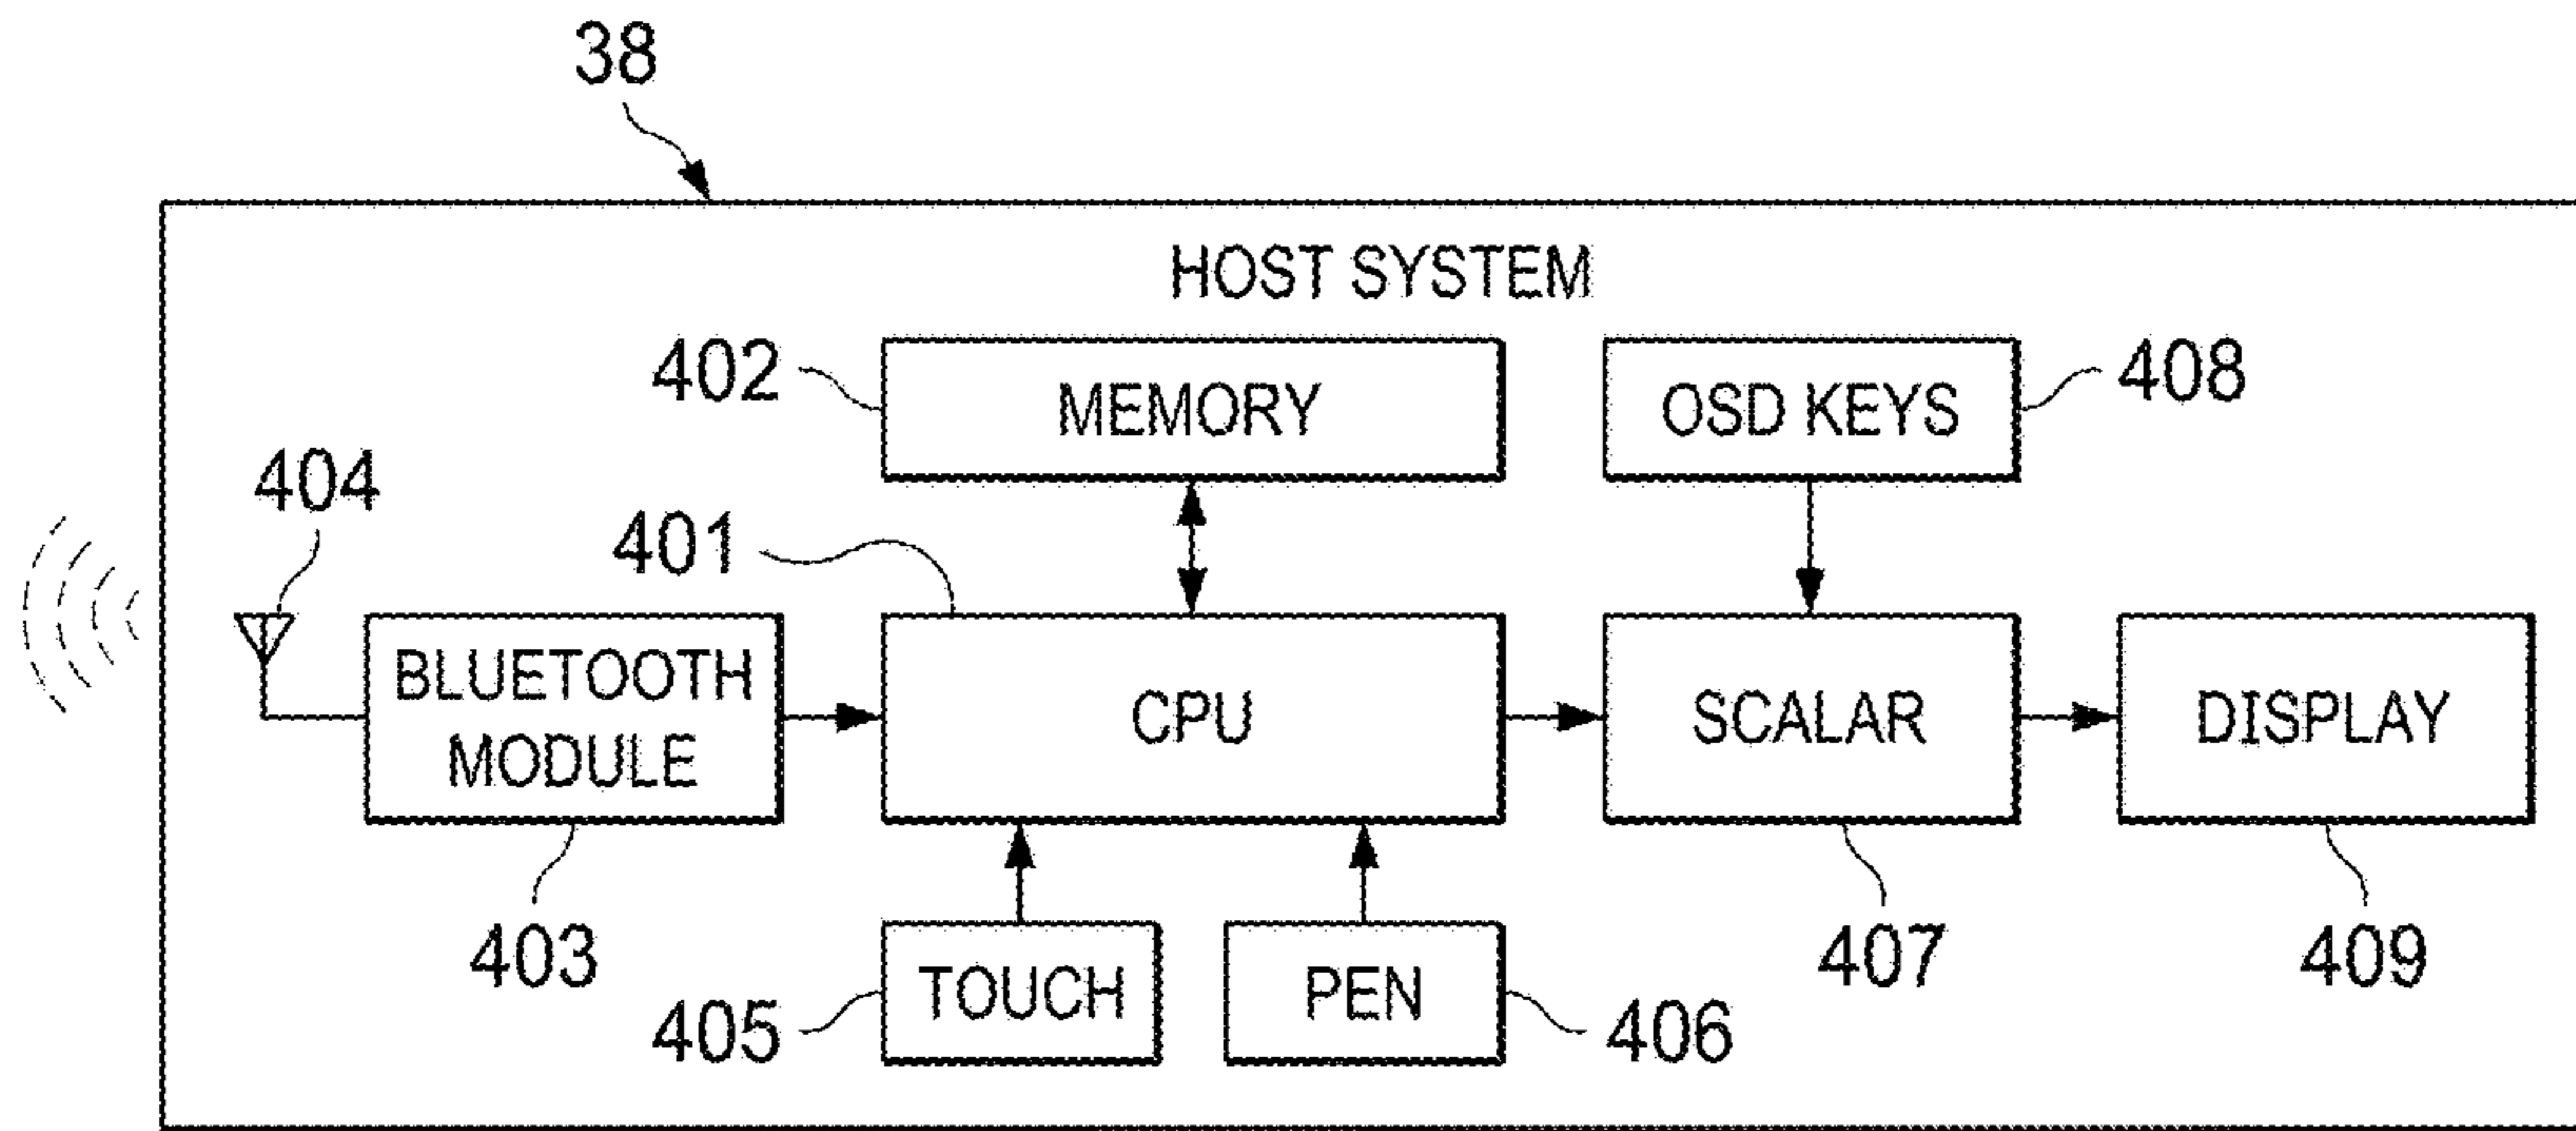 38
HOST SYSTEM
402
MEMORY
OSD KEYS
408
404
401
BLUETOOTH
MODULE
CPU
SCALAR
DISPLAY
403
405
TOUCH
PEN
406
407
409